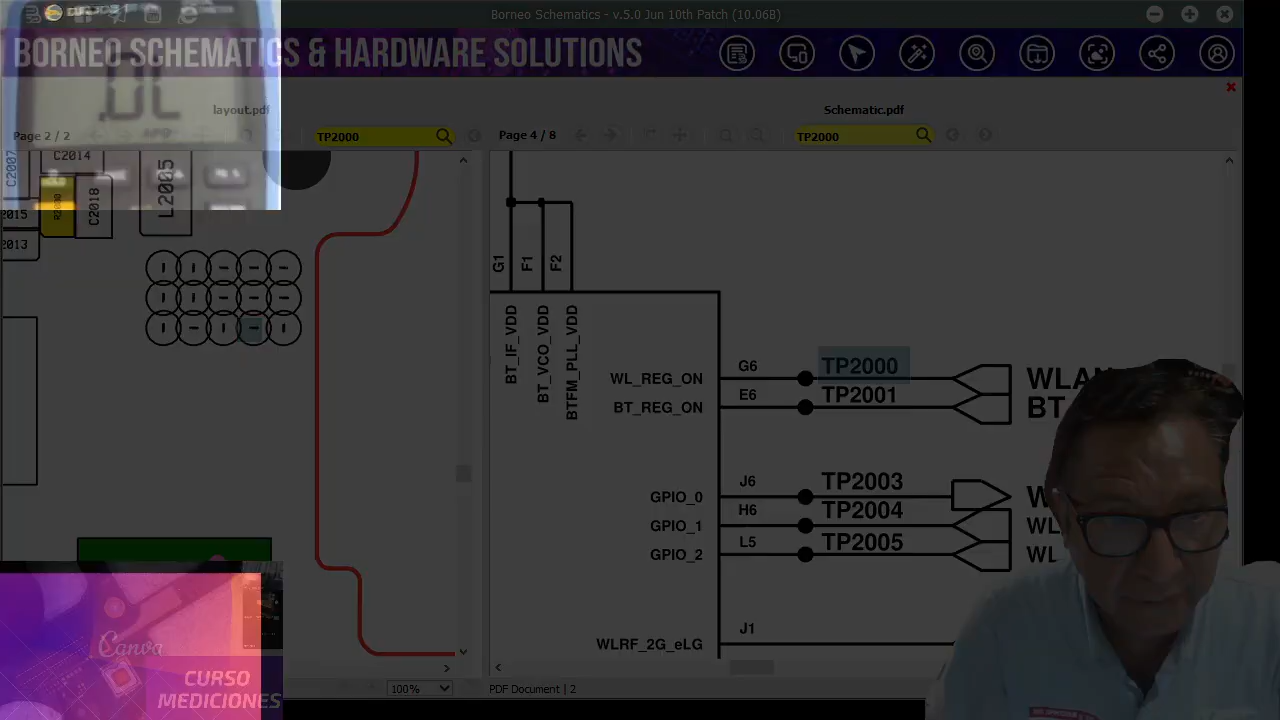 Borneo Schematics - v.5.0 Jun 10th Patch (10.06B)
BORNEO SCHEMATICS & HARDWARE SOLUTIONS
.0L
layout.pdf
Schematic.pdf
Page 2 / 2
TP2000
Page 4 / 8
TP2000
C2007
C2014
L2005
C2018
2015
2013
G1
F1
F2
BT_IF_VDD
BT_VCO_VDD
BTFM_PLL_VDD
WL_REG_ON
G6
TP2000
BT_REG_ON
E6
TP2001
BT
GPIO_0
J6
TP2003
GPIO_1
H6
TP2004
WL
GPIO_2
L5
TP2005
WL
WLRF_2G_eLG
J1
Canva
CURSO
MEDICIONES
100%
PDF Document | 2